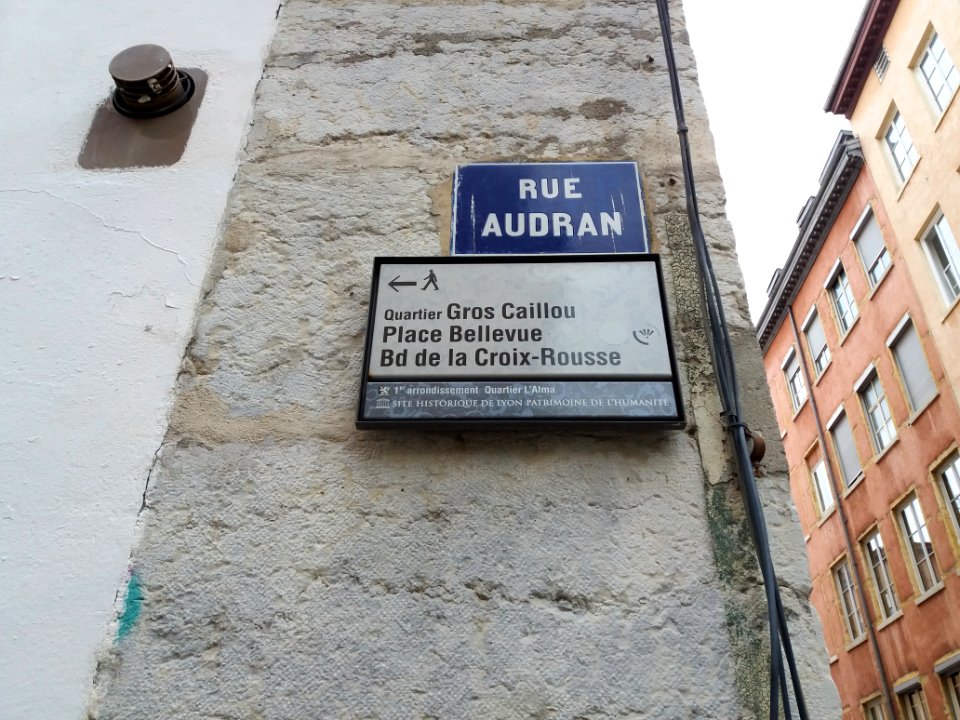 RUE
AUDRAN
Quartier Gros Caillou
Place Bellevue
Bd de la Croix-Rousse
1er arrondissement Quartier L'Alma
SITE HISTORIQUE DE LYON PATRIMOINE DE L'HUMANITÉ